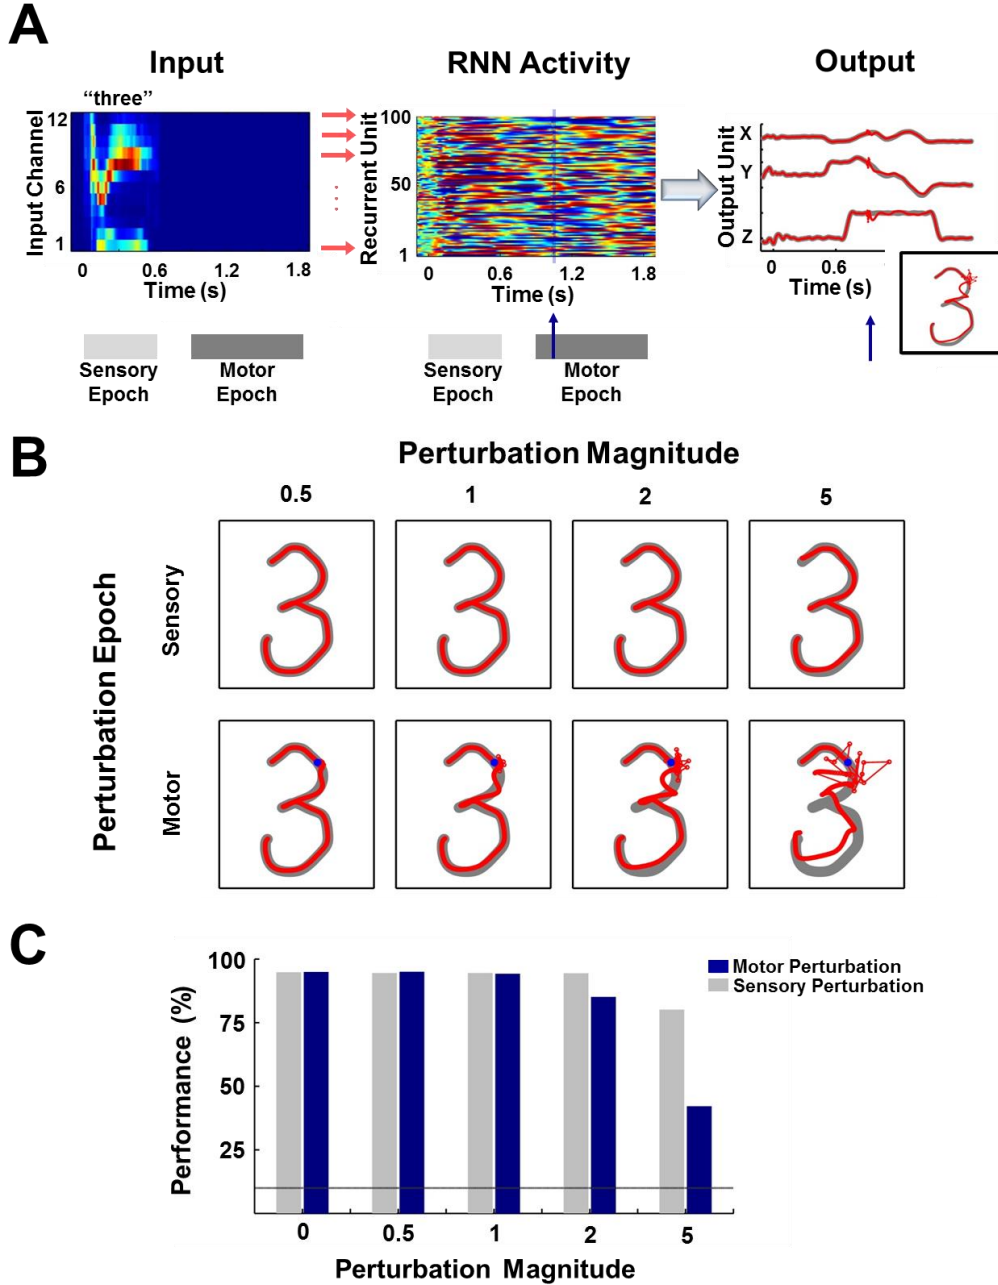 A
Input
RNN Activity
Output
“three”
Input Channel
12
6
1
0 0.6 1.2 1.8
Time (s)
Recurrent Unit
100
50
1
0 0.6 1.2 1.8
Time (s)
Output Unit
X
Y
Z
0 0.6
Time (s)
Sensory
Epoch
Motor
Epoch
Sensory
Epoch
Motor
Epoch
B
Perturbation Magnitude
0.5 1 2 5
Perturbation Epoch
Sensory
Motor
C
Performance (%)
100
75
50
25
Motor Perturbation
Sensory Perturbation
0 0.5 1 2 5
Perturbation Magnitude